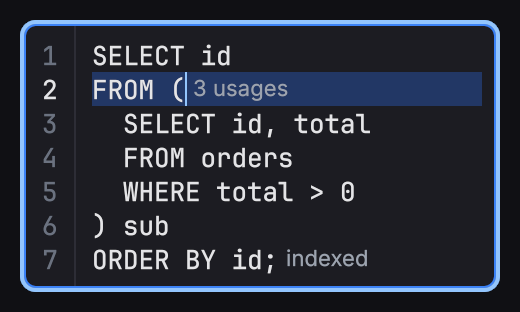 1 SELECT id
2 FROM ( 3 usages
3   SELECT id, total
4   FROM orders
5   WHERE total > 0
6 ) sub
7 ORDER BY id; indexed